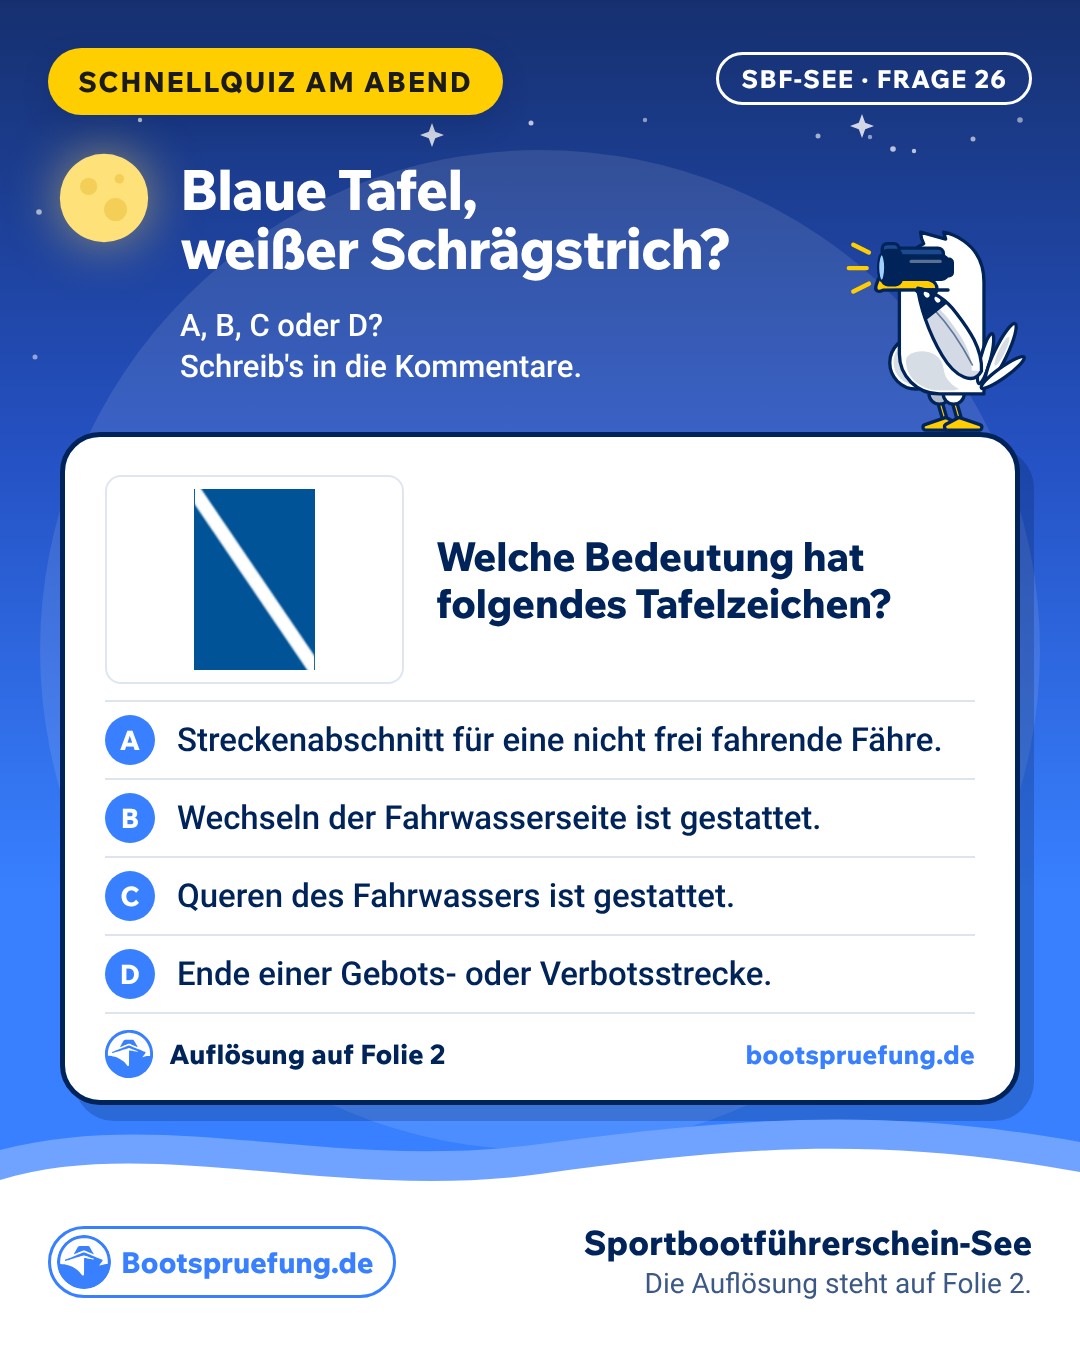 SCHNELLQUIZ AM ABEND
SBF-SEE · FRAGE 26
Blaue Tafel,
weißer Schrägstrich?
A, B, C oder D?
Schreib's in die Kommentare.
Welche Bedeutung hat
folgendes Tafelzeichen?
A Streckenabschnitt für eine nicht frei fahrende Fähre.
B Wechseln der Fahrwasserseite ist gestattet.
C Queren des Fahrwassers ist gestattet.
D Ende einer Gebots- oder Verbotsstrecke.
Auflösung auf Folie 2
bootspruefung.de
Bootspruefung.de
Sportbootführerschein-See
Die Auflösung steht auf Folie 2.